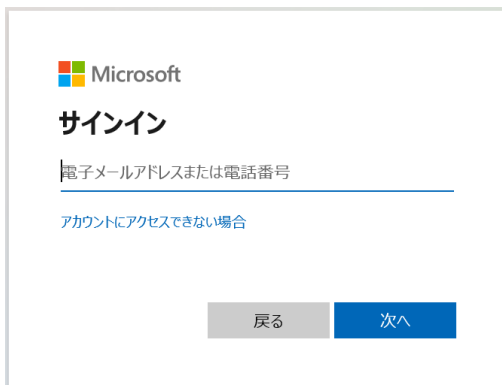 Microsoft
サインイン
電子メールアドレスまたは電話番号
アカウントにアクセスできない場合
戻る
次へ